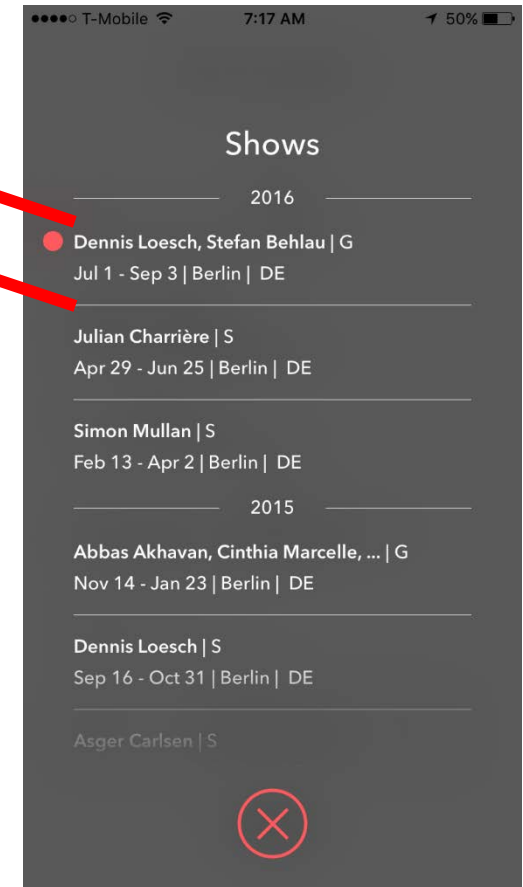 T-Mobile 7:17 AM 50%
Shows
2016
Dennis Loesch, Stefan Behlau | G
Jul 1 - Sep 3 | Berlin | DE
Julian Charrière | S
Apr 29 - Jun 25 | Berlin | DE
Simon Mullan | S
Feb 13 - Apr 2 | Berlin | DE
2015
Abbas Akhavan, Cinthia Marcelle, ... | G
Nov 14 - Jan 23 | Berlin | DE
Dennis Loesch | S
Sep 16 - Oct 31 | Berlin | DE
Asger Carlsen | S